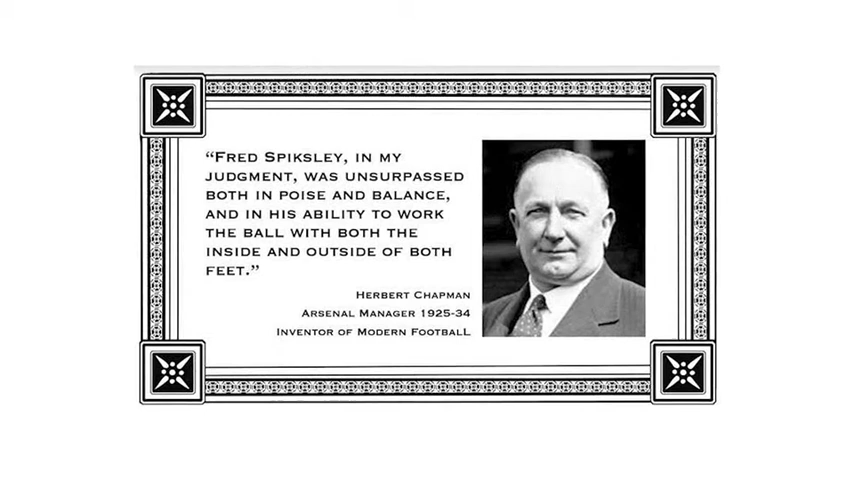 “FRED SPIKSLEY, IN MY
JUDGMENT, WAS UNSURPASSED
BOTH IN POISE AND BALANCE,
AND IN HIS ABILITY TO WORK
THE BALL WITH BOTH THE
INSIDE AND OUTSIDE OF BOTH
FEET.”
HERBERT CHAPMAN
ARSENAL MANAGER 1925-34
INVENTOR OF MODERN FOOTBALL